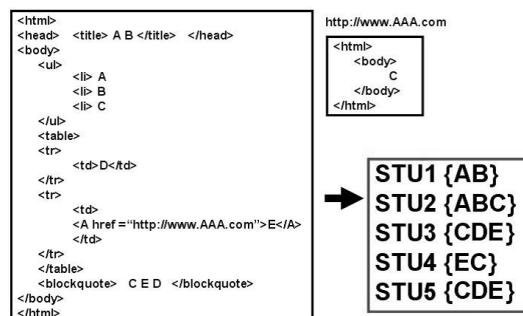 <html>
<head> <title> A B </title> </head>
<body>
<ul>
<li> A
<li> B
<li> C
</ul>
<table>
<tr>
<td>D</td>
</tr>
<tr>
<td>
<A href ="http://www.AAA.com">E</A>
</td>
</tr>
</table>
<blockquote> C E D </blockquote>
</body>
</html>
http://www.AAA.com
<html>
<body>
C
</body>
</html>
STU1 {AB}
STU2 {ABC}
STU3 {CDE}
STU4 {EC}
STU5 {CDE}